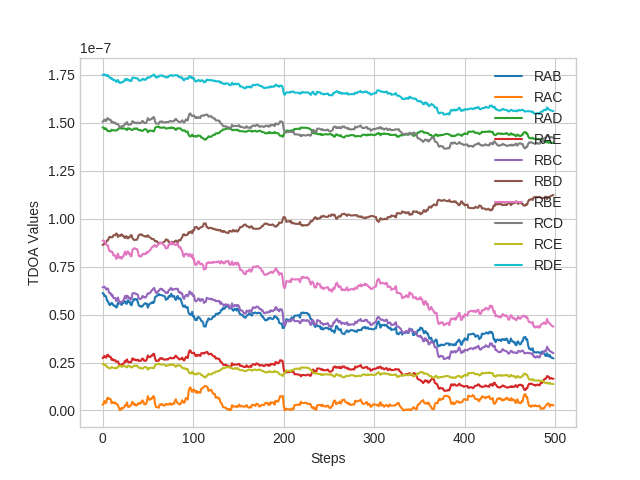 1e−7
1.75
1.50
1.25
1.00
0.75
0.50
0.25
0.00
TDOA Values
0
100
200
300
400
500
Steps
RAB
RAC
RAD
RAE
RBC
RBD
RBE
RCD
RCE
RDE